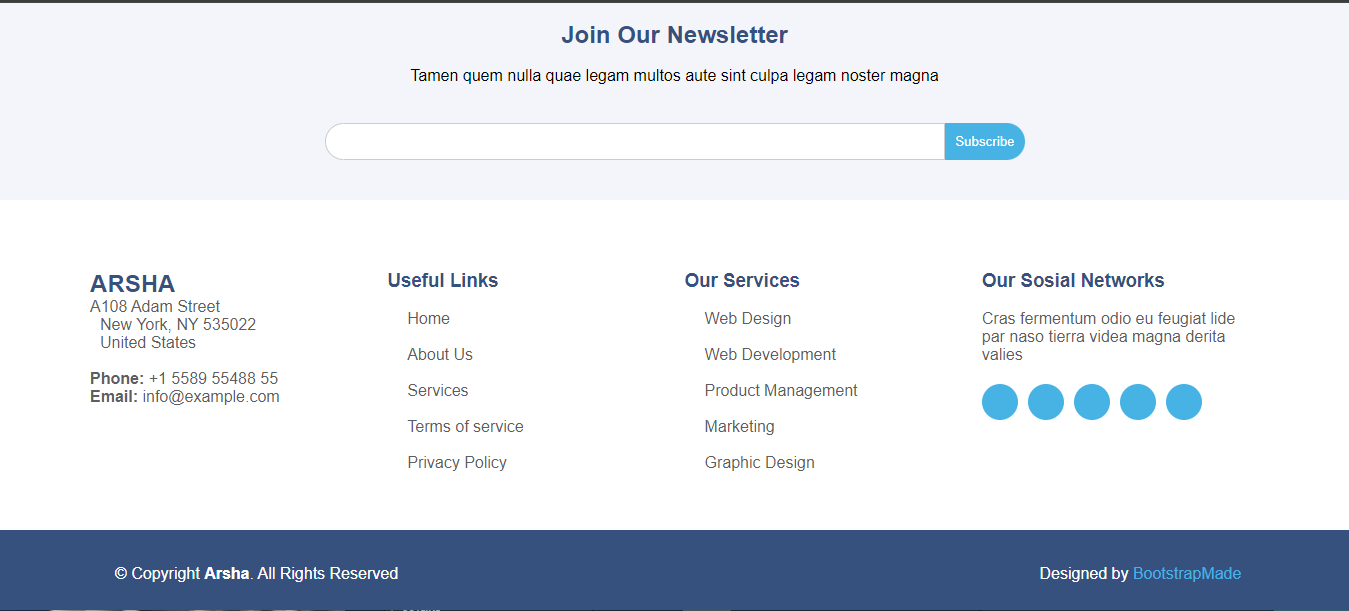 Join Our Newsletter
Tamen quem nulla quae legam multos aute sint culpa legam noster magna
Subscribe
ARSHA
A108 Adam Street
New York, NY 535022
United States
Phone: +1 5589 55488 55
Email: info@example.com
Useful Links
Home
About Us
Services
Terms of service
Privacy Policy
Our Services
Web Design
Web Development
Product Management
Marketing
Graphic Design
Our Sosial Networks
Cras fermentum odio eu feugiat lide
par naso tierra videa magna derita
valies
© Copyright Arsha. All Rights Reserved
Designed by BootstrapMade